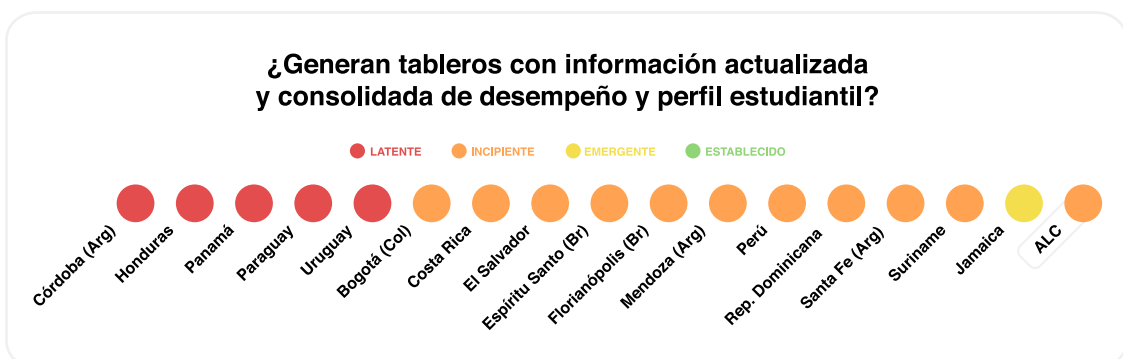 ¿Generan tableros con información actualizada
y consolidada de desempeño y perfil estudiantil?
LATENTE
INCIPIENTE
EMERGENTE
ESTABLECIDO
Córdoba (Arg)
Honduras
Panamá
Paraguay
Uruguay
Bogotá (Col)
Costa Rica
El Salvador
Espíritu Santo (Br)
Florianópolis (Br)
Mendoza (Arg)
Perú
Rep. Dominicana
Santa Fe (Arg)
Suriname
Jamaica
ALC